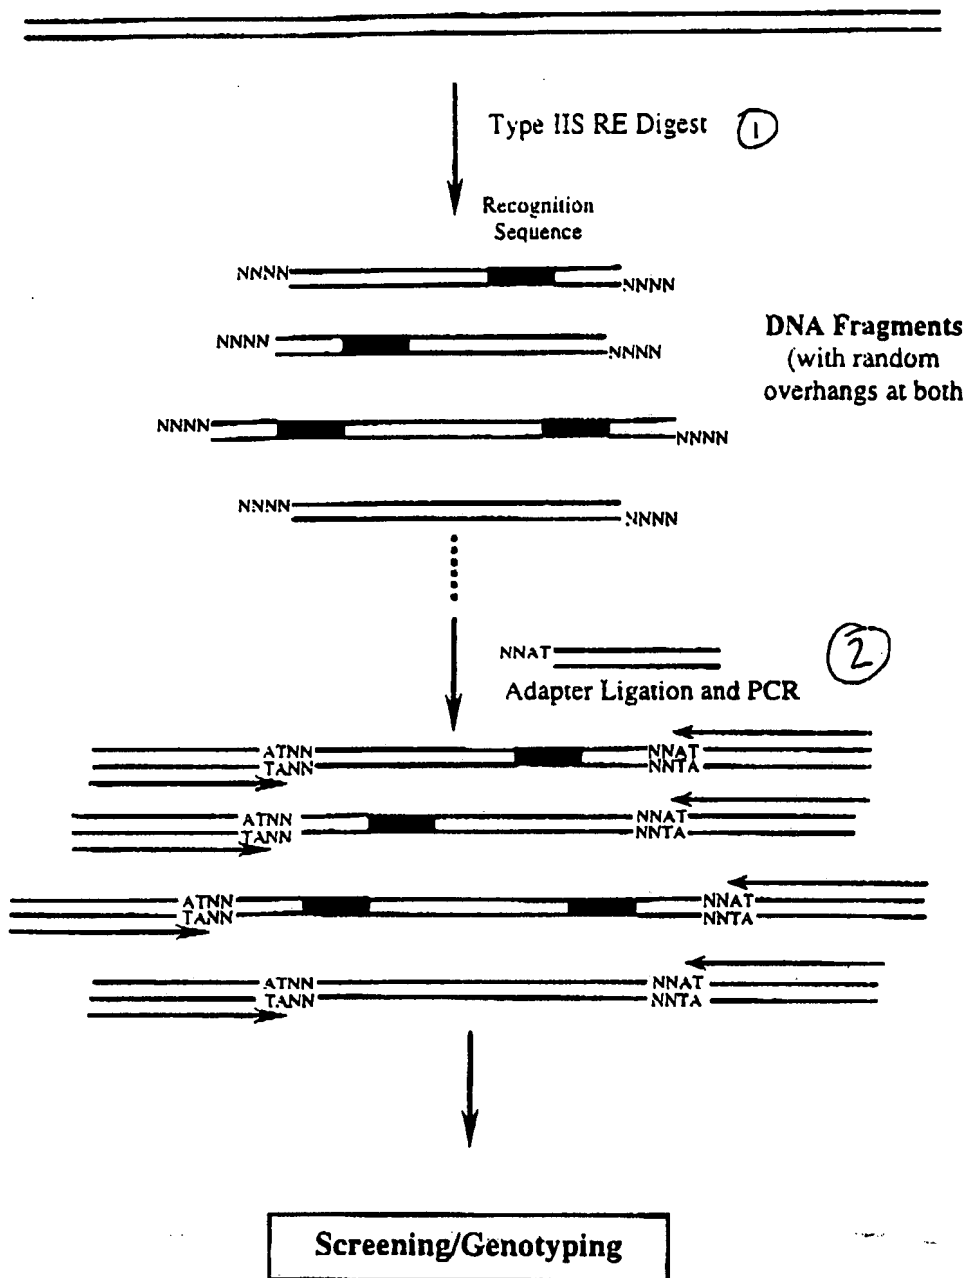 Type IIS RE Digest 1
Recognition
Sequence
NNNN
NNNN
NNNN
NNNN
DNA Fragments
(with random
overhangs at both
NNNN
NNNN
NNNN
NNNN
NNAT
2
Adapter Ligation and PCR
ATNN NNAT
TANN NNTA
ATNN NNAT
TANN NNTA
ATNN NNAT
TANN NNTA
ATNN NNAT
TANN NNTA
Screening/Genotyping